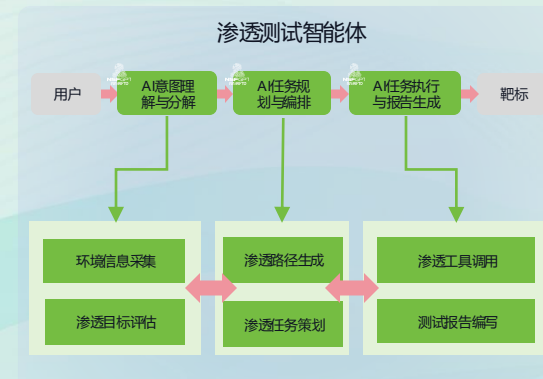 渗透测试智能体
用户
AI意图理
解与分解
AI任务规
划与编排
AI任务执行
与报告生成
靶标
环境信息采集
渗透路径生成
渗透工具调用
渗透目标评估
渗透任务策划
测试报告编写